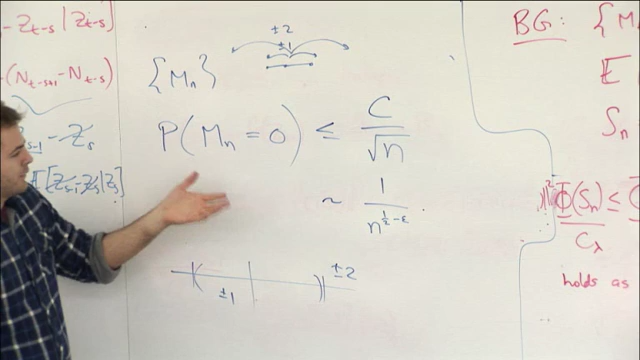 - Z_{t-s} | Z_{t-s}]
(N_{t-s+1} - N_{t-s})
- Z_s
E[Z_{s+1} - Z_s | Z_s]
±2
±1
{M_n}
P(M_n = 0) ≤ C/√n
~ 1/n^{½-ε}.
±1 ±2
BG: {M
E
S_n
Φ(S_n) ≤
C_λ
holds as